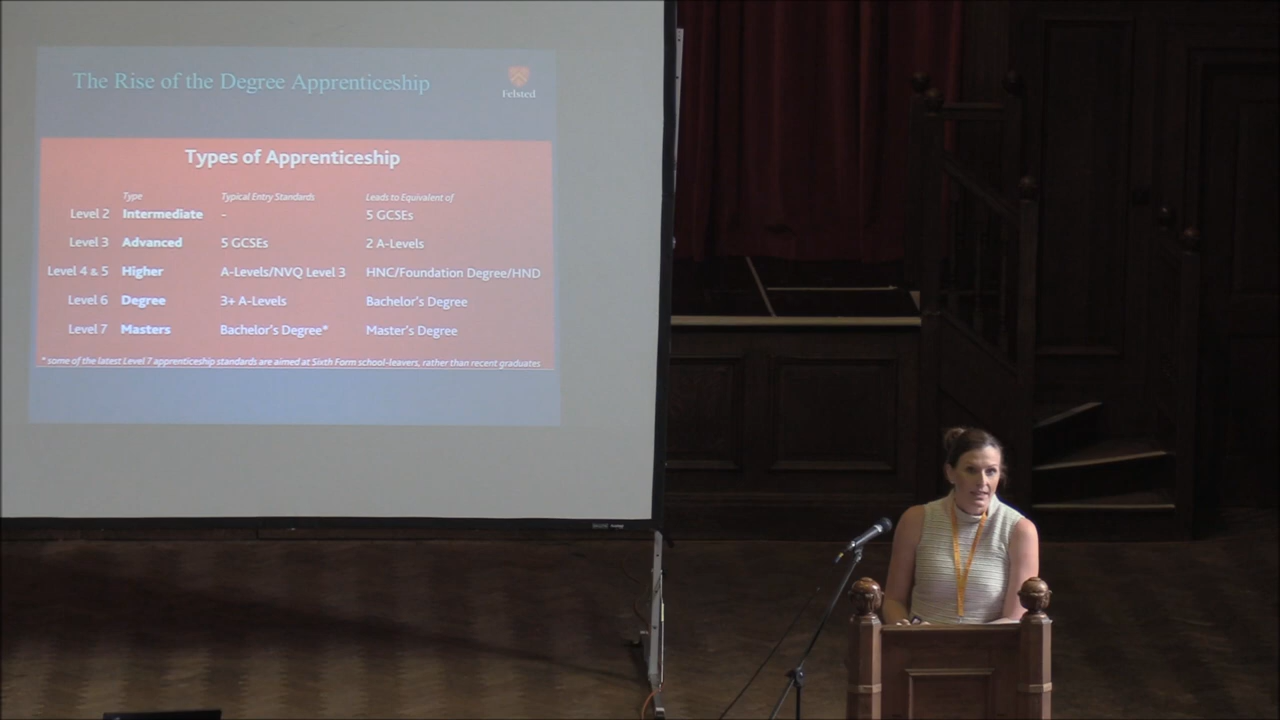 The Rise of the Degree Apprenticeship
Felsted
Types of Apprenticeship
Type Typical Entry Standards Leads to Equivalent of
Level 2 Intermediate - 5 GCSEs
Level 3 Advanced 5 GCSEs 2 A-Levels
Level 4 & 5 Higher A-Levels/NVQ Level 3 HNC/Foundation Degree/HND
Level 6 Degree 3+ A-Levels Bachelor's Degree
Level 7 Masters Bachelor's Degree* Master's Degree
* some of the latest Level 7 apprenticeship standards are aimed at Sixth Form school-leavers, rather than recent graduates